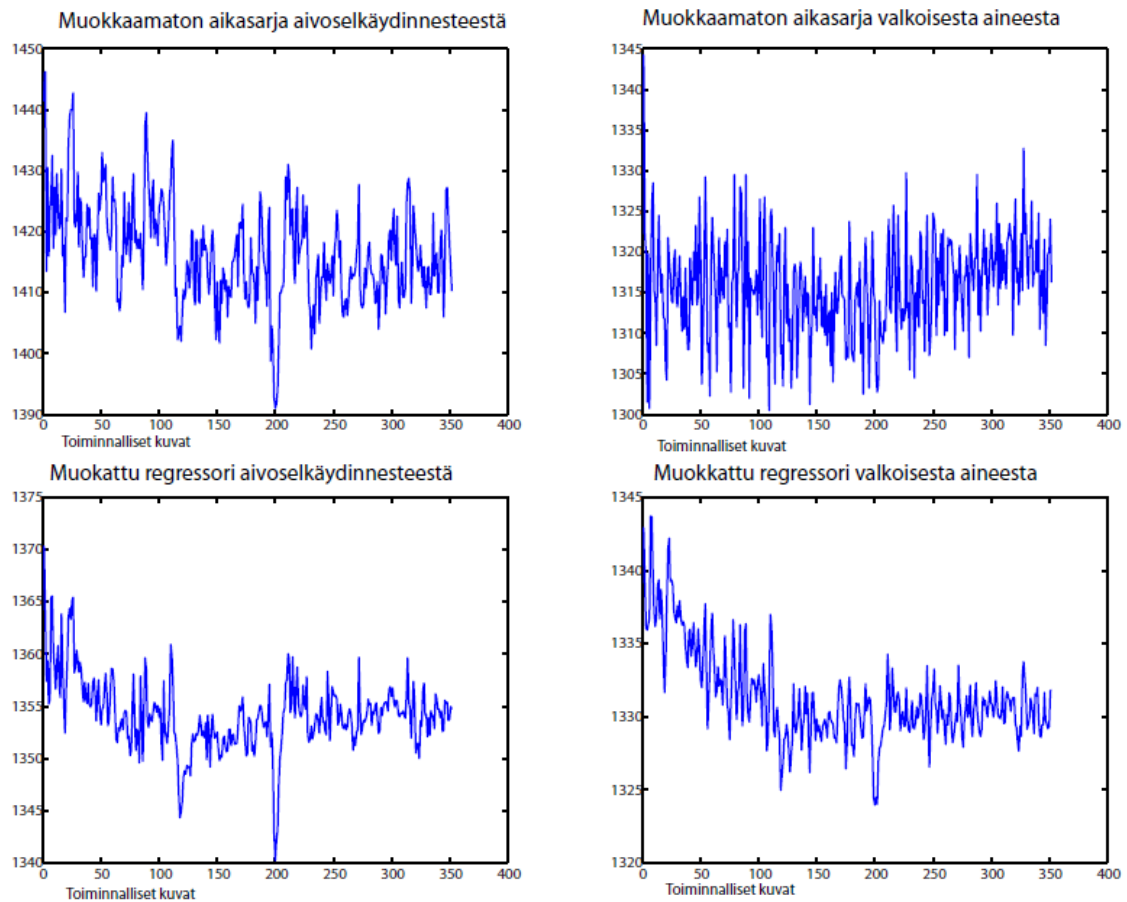 Muokkaamaton aikasarja aivoselkäydinnesteestä
1450
1440
1430
1420
1410
1400
1390
0 50 100 150 200 250 300 350 400
Toiminnalliset kuvat
Muokkaamaton aikasarja valkoisesta aineesta
1345
1340
1335
1330
1325
1320
1315
1310
1305
1300
0 50 100 150 200 250 300 350 400
Toiminnalliset kuvat
Muokattu regressori aivoselkäydinnesteestä
1375
1370
1365
1360
1355
1350
1345
1340
0 50 100 150 200 250 300 350 400
Toiminnalliset kuvat
Muokkattu regressori valkoisesta aineesta
1345
1340
1335
1330
1325
1320
0 50 100 150 200 250 300 350 400
Toiminnalliset kuvat